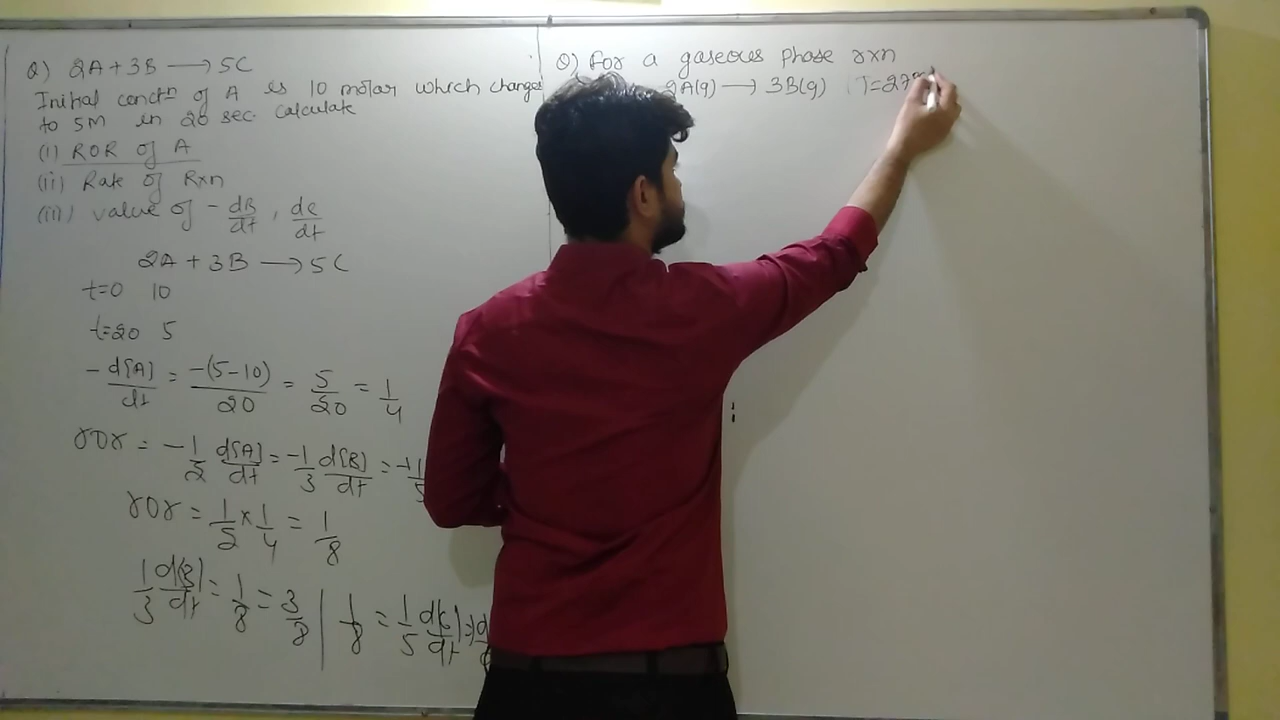 Q) 2A + 3B → 5C
Initial conctn of A is 10 molar which changes
to 5M in 20 sec. calculate
(i) ROR of A
(ii) Rate of Rxn
(iii) value of - dB/dt , dC/dt
2A + 3B → 5C
t=0 10
t=20 5
- d[A]/dt = -(5-10)/20 = 5/20 = 1/4
ror = - 1/2 d[A]/dt = -1/3 d[B]/dt = +1/5
ror = 1/2 × 1/4 = 1/8
1/3 d[B]/dt = 1/8 = 3/8 | 1/8 = 1/5 d[C]/dt =
Q) for a gaseous phase rxn
2A(g) → 3B(g) (T=27